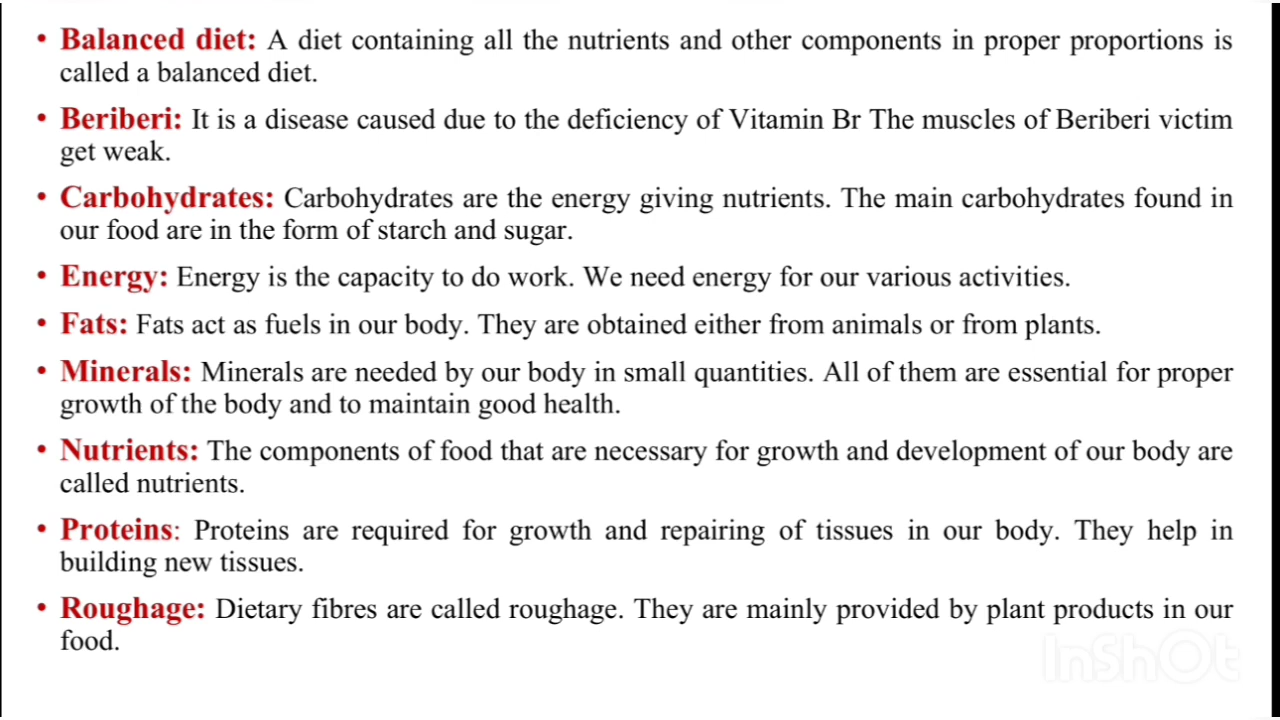 • Balanced diet: A diet containing all the nutrients and other components in proper proportions is
called a balanced diet.
• Beriberi: It is a disease caused due to the deficiency of Vitamin Br The muscles of Beriberi victim
get weak.
• Carbohydrates: Carbohydrates are the energy giving nutrients. The main carbohydrates found in
our food are in the form of starch and sugar.
• Energy: Energy is the capacity to do work. We need energy for our various activities.
• Fats: Fats act as fuels in our body. They are obtained either from animals or from plants.
• Minerals: Minerals are needed by our body in small quantities. All of them are essential for proper
growth of the body and to maintain good health.
• Nutrients: The components of food that are necessary for growth and development of our body are
called nutrients.
• Proteins: Proteins are required for growth and repairing of tissues in our body. They help in
building new tissues.
• Roughage: Dietary fibres are called roughage. They are mainly provided by plant products in our
food.
InShOt